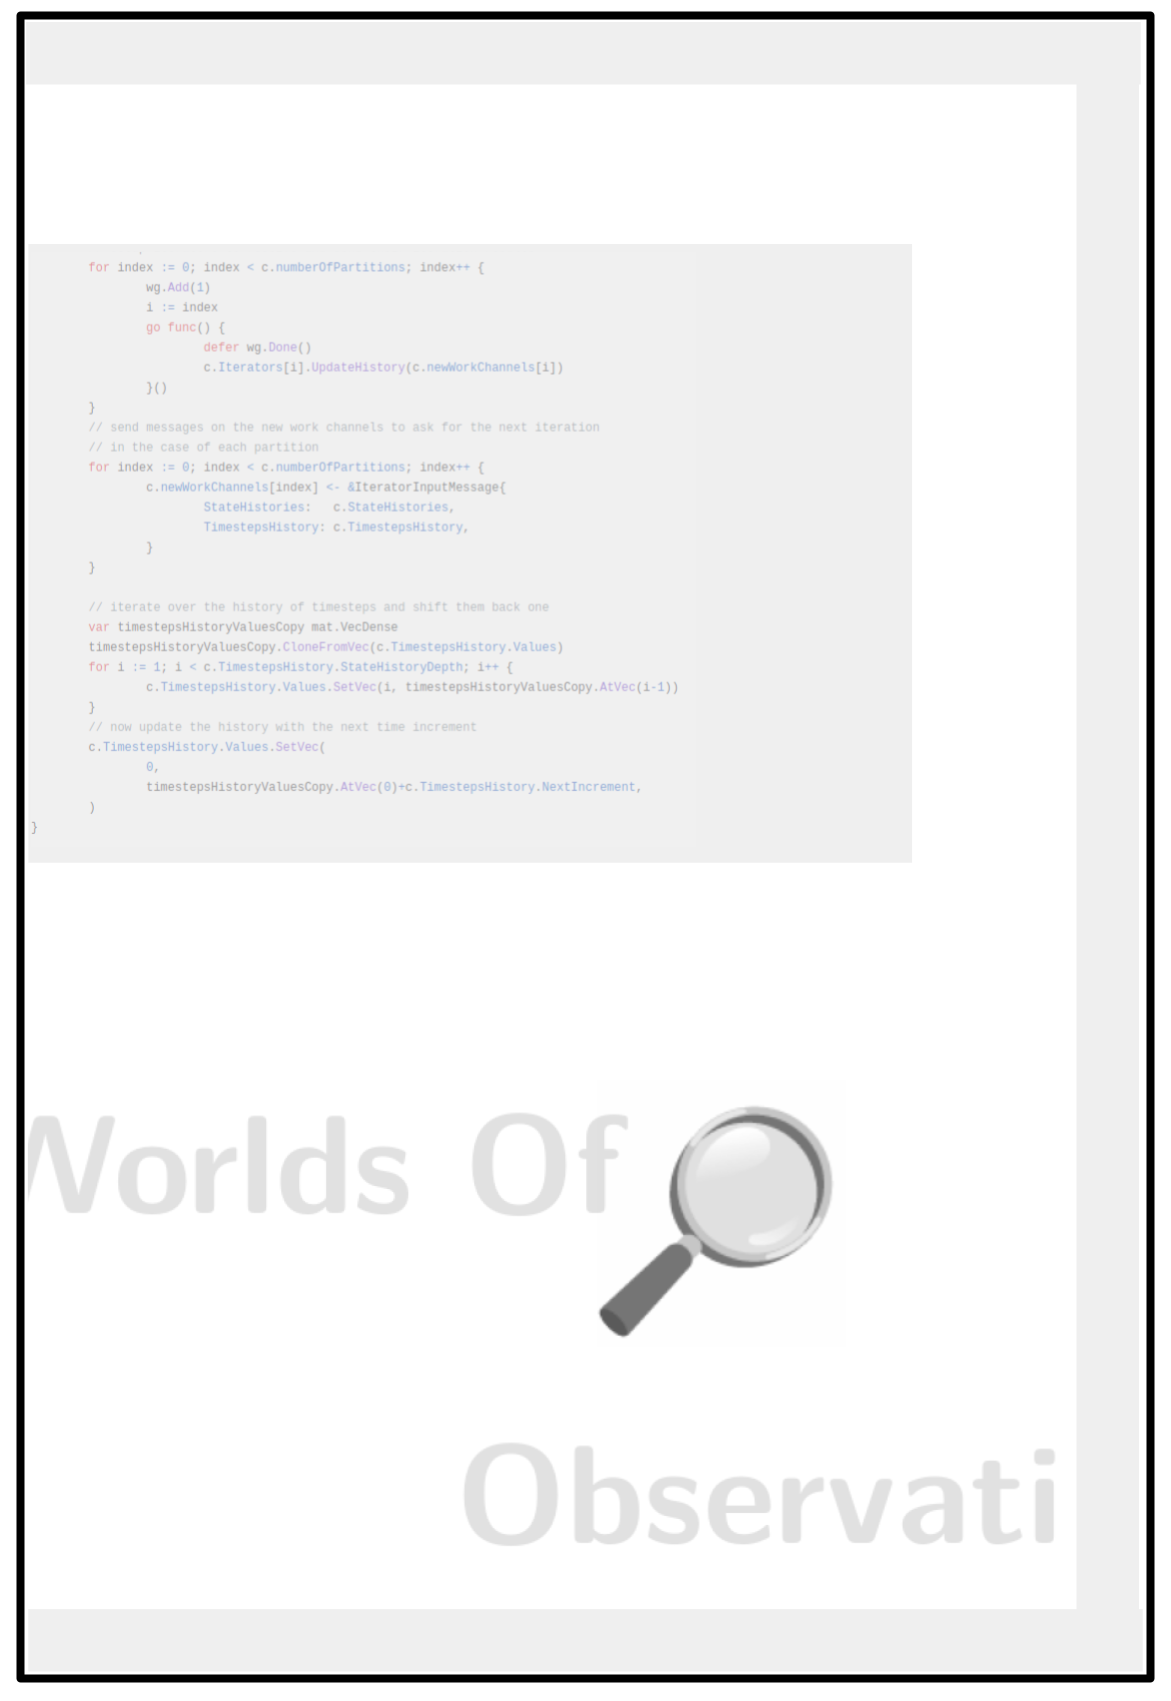 for index := 0; index < c.numberOfPartitions; index++ {
wg.Add(1)
i := index
go func() {
defer wg.Done()
c.Iterators[i].UpdateHistory(c.newWorkChannels[i])
}()
}
// send messages on the new work channels to ask for the next iteration
// in the case of each partition
for index := 0; index < c.numberOfPartitions; index++ {
c.newWorkChannels[index] <- &IteratorInputMessage{
StateHistories: c.StateHistories,
TimestepsHistory: c.TimestepsHistory,
}
}
// iterate over the history of timesteps and shift them back one
var timestepsHistoryValuesCopy mat.VecDense
timestepsHistoryValuesCopy.CloneFromVec(c.TimestepsHistory.Values)
for i := 1; i < c.TimestepsHistory.StateHistoryDepth; i++ {
c.TimestepsHistory.Values.SetVec(i, timestepsHistoryValuesCopy.AtVec(i-1))
}
// now update the history with the next time increment
c.TimestepsHistory.Values.SetVec(
0,
timestepsHistoryValuesCopy.AtVec(0)+c.TimestepsHistory.NextIncrement,
)
}
Worlds Of
Observati